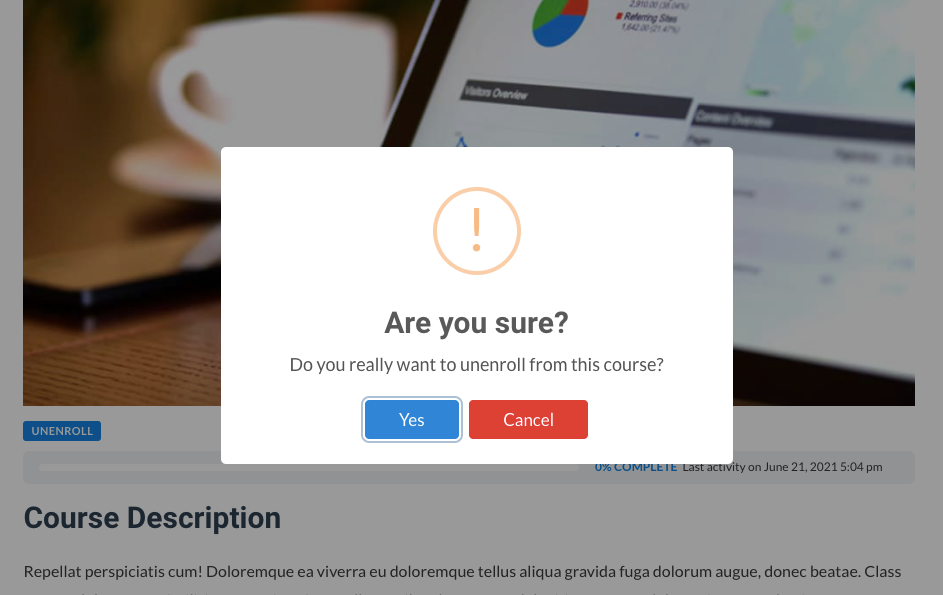 2,910.00 (38.04%)
Referring Sites
1,642.00 (21.47%)
Visitors Overview
Content Overview
Pages
Pageviews
!
Are you sure?
Do you really want to unenroll from this course?
Yes
Cancel
UNENROLL
0% COMPLETE Last activity on June 21, 2021 5:04 pm
Course Description
Repellat perspiciatis cum! Doloremque ea viverra eu doloremque tellus aliqua gravida fuga dolorum augue, donec beatae. Class